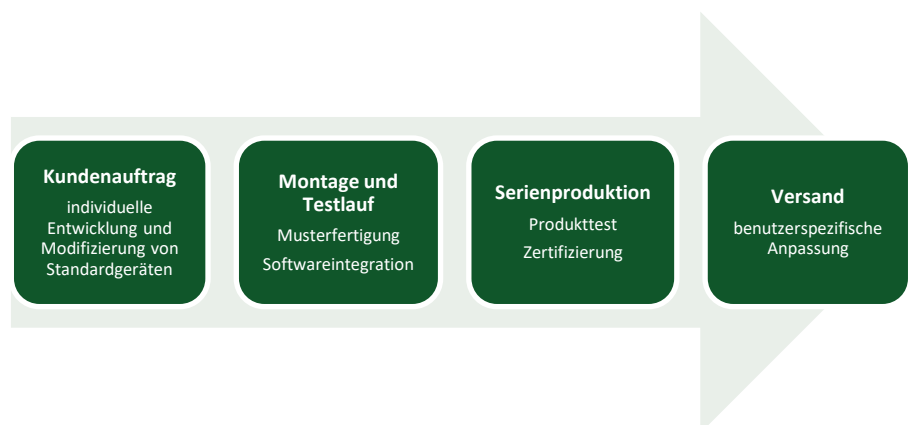 Kundenauftrag
individuelle
Entwicklung und
Modifizierung von
Standardgeräten
Montage und
Testlauf
Musterfertigung
Softwareintegration
Serienproduktion
Produkttest
Zertifizierung
Versand
benutzerspezifische
Anpassung